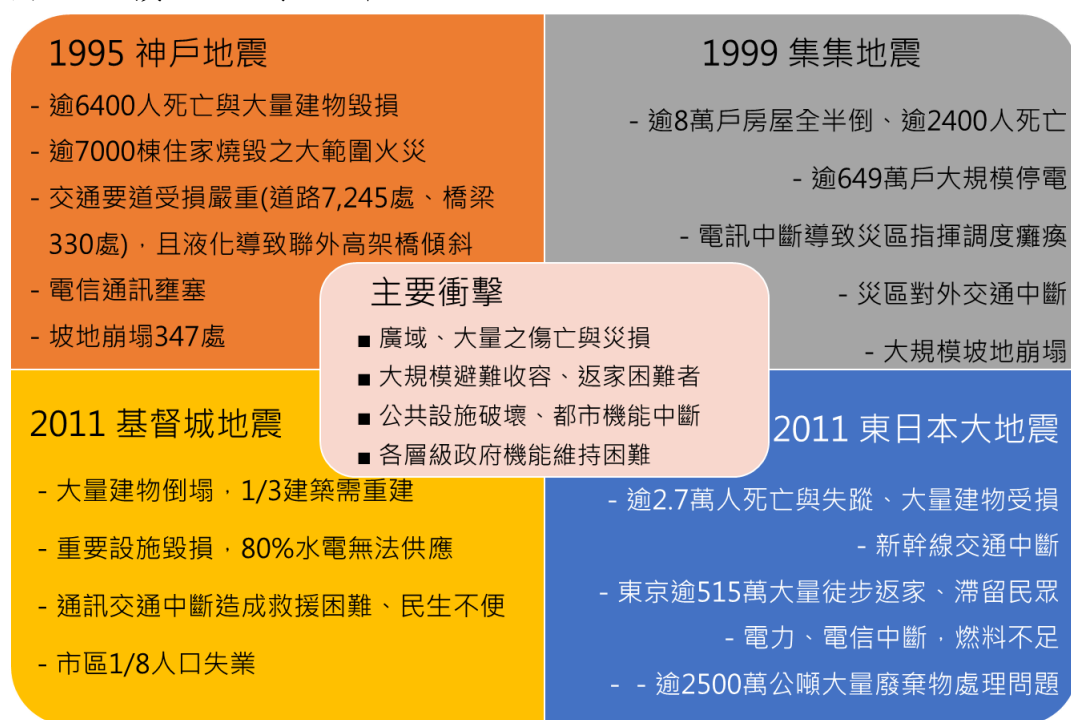 1995 神戶地震
- 逾6400人死亡與大量建物毀損
- 逾7000棟住家燒毀之大範圍火災
- 交通要道受損嚴重(道路7,245處、橋梁
330處)，且液化導致聯外高架橋傾斜
- 電信通訊壅塞
- 坡地崩塌347處
1999 集集地震
- 逾8萬戶房屋全半倒、逾2400人死亡
- 逾649萬戶大規模停電
- 電訊中斷導致災區指揮調度癱瘓
- 災區對外交通中斷
- 大規模坡地崩塌
主要衝擊
■ 廣域、大量之傷亡與災損
■ 大規模避難收容、返家困難者
■ 公共設施破壞、都市機能中斷
■ 各層級政府機能維持困難
2011 基督城地震
- 大量建物倒塌，1/3建築需重建
- 重要設施毀損，80%水電無法供應
- 通訊交通中斷造成救援困難、民生不便
- 市區1/8人口失業
2011 東日本大地震
- 逾2.7萬人死亡與失蹤、大量建物受損
- 新幹線交通中斷
- 東京逾515萬大量徒步返家、滯留民眾
- 電力、電信中斷，燃料不足
- - 逾2500萬公噸大量廢棄物處理問題